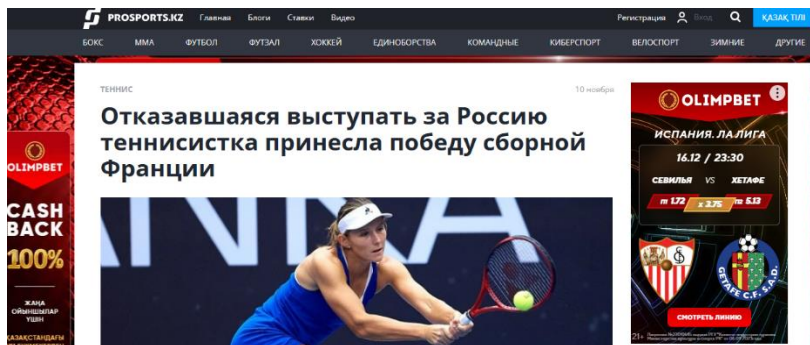 PROSPORTS.KZ Главная Блоги Ставки Видео Регистрация Вход ҚАЗАҚ ТІЛІ
БОКС ММА ФУТБОЛ ФУТЗАЛ ХОККЕЙ ЕДИНОБОРСТВА КОМАНДНЫЕ КИБЕРСПОРТ ВЕЛОСПОРТ ЗИМНИЕ ДРУГИЕ
ТЕННИС 10 ноября
Отказавшаяся выступать за Россию
теннисистка принесла победу сборной
Франции
OLIMPBET
CASH
BACK
100%
ЖАҢА
ОЙЫНШЫЛАР
ҮШІН
ҚАЗАҚСТАНДАҒЫ
OLIMPBET
ИСПАНИЯ. ЛА ЛИГА
16.12 / 23:30
СЕВИЛЬЯ VS ХЕТАФЕ
П1 1.72 X 3.75 П2 5.13
GETAFE C.F. S.A.D.
СМОТРЕТЬ ЛИНИЮ
21+